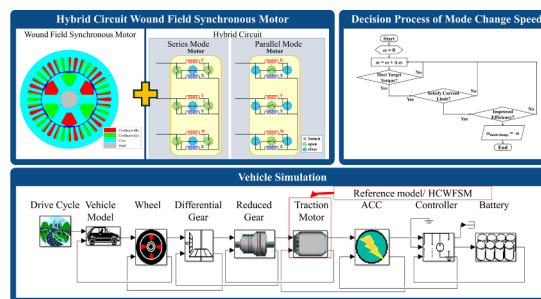 Hybrid Circuit Wound Field Synchronous Motor
Wound Field Synchronous Motor
Hybrid Circuit
Series Mode
Motor
Parallel Mode
Motor
U
X
V
Y
W
Z
Switch
open
close
Decision Process of Mode Change Speed
Start
ω = 0
ω = ω + Δ ω
Meet Target
Torque?
No
Yes
Satisfy Current
Limit?
No
Yes
Improved
Efficiency?
No
Yes
End
Vehicle Simulation
Reference model/ HCWFSM
Drive Cycle
Vehicle
Model
Wheel
Differential
Gear
Reduced
Gear
Traction
Motor
ACC
Controller
Battery